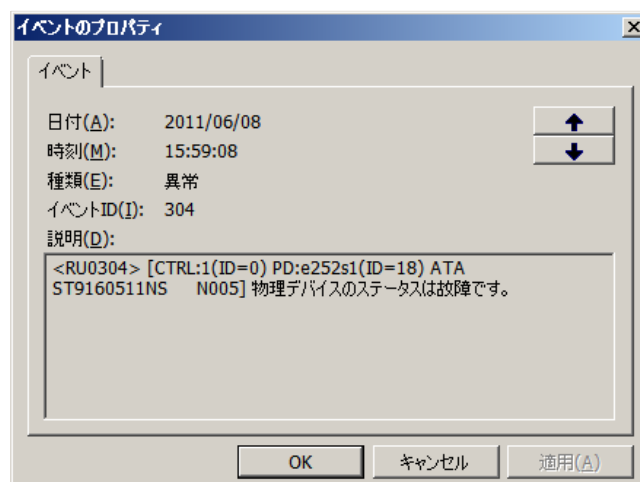 イベントのプロパティ
イベント
日付(A): 2011/06/08
時刻(M): 15:59:08
種類(E): 異常
イベントID(I): 304
説明(D):
<RU0304> [CTRL:1(ID=0) PD:e252s1(ID=18) ATA
ST9160511NS N005] 物理デバイスのステータスは故障です。
OK キャンセル 適用(A)